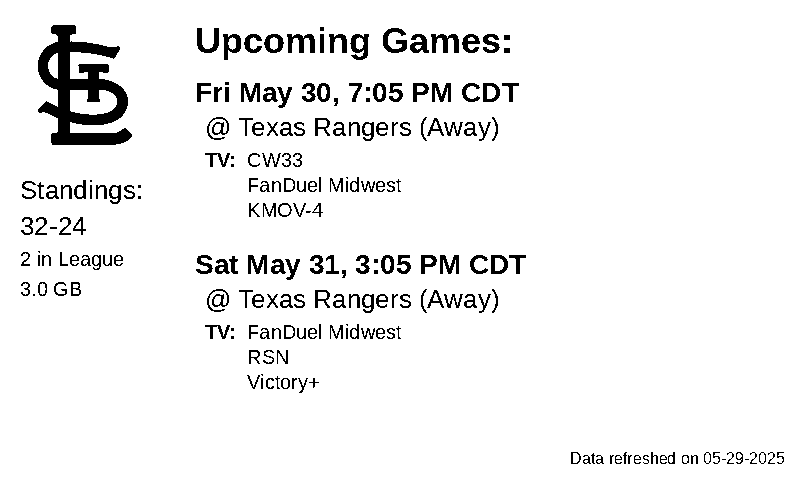 STL
Standings:
32-24
2 in League
3.0 GB
Upcoming Games:
Fri May 30, 7:05 PM CDT
@ Texas Rangers (Away)
TV: CW33
FanDuel Midwest
KMOV-4
Sat May 31, 3:05 PM CDT
@ Texas Rangers (Away)
TV: FanDuel Midwest
RSN
Victory+
Data refreshed on 05-29-2025